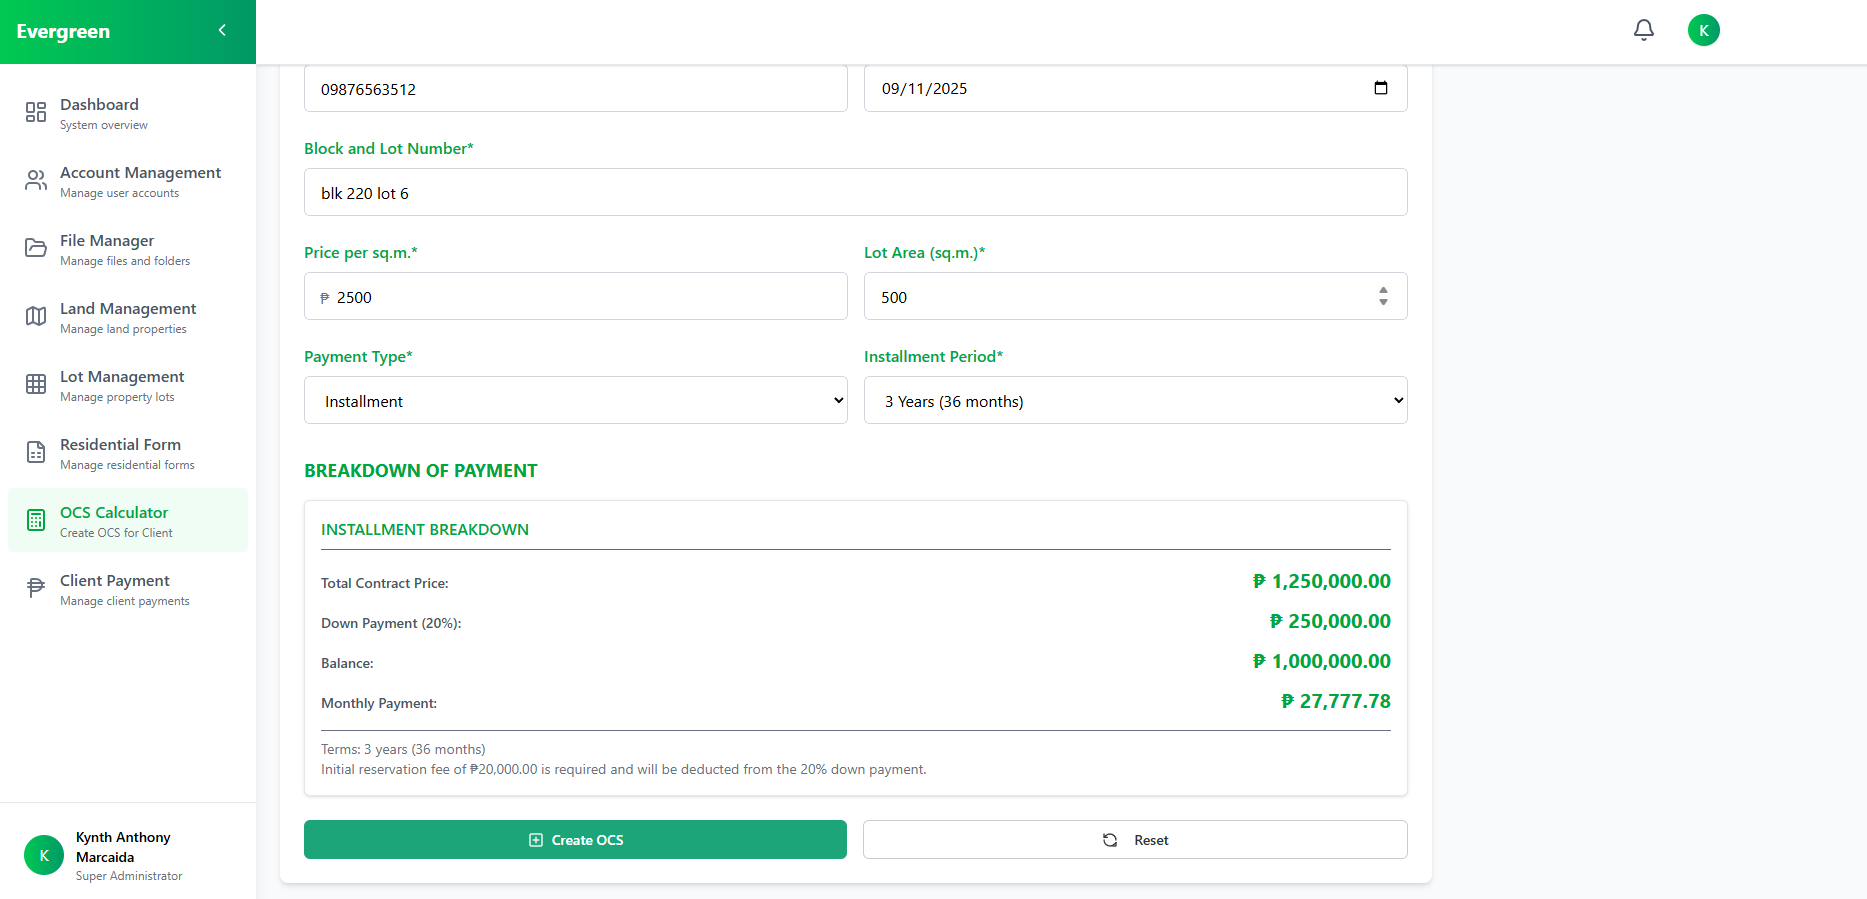 Evergreen
K
Dashboard
System overview
Account Management
Manage user accounts
File Manager
Manage files and folders
Land Management
Manage land properties
Lot Management
Manage property lots
Residential Form
Manage residential forms
OCS Calculator
Create OCS for Client
Client Payment
Manage client payments
K
Kynth Anthony
Marcaida
Super Administrator
09876563512
09/11/2025
Block and Lot Number*
blk 220 lot 6
Price per sq.m.*
Lot Area (sq.m.)*
₱ 2500
500
Payment Type*
Installment Period*
Installment
3 Years (36 months)
BREAKDOWN OF PAYMENT
INSTALLMENT BREAKDOWN
Total Contract Price: ₱ 1,250,000.00
Down Payment (20%): ₱ 250,000.00
Balance: ₱ 1,000,000.00
Monthly Payment: ₱ 27,777.78
Terms: 3 years (36 months)
Initial reservation fee of ₱20,000.00 is required and will be deducted from the 20% down payment.
Create OCS
Reset